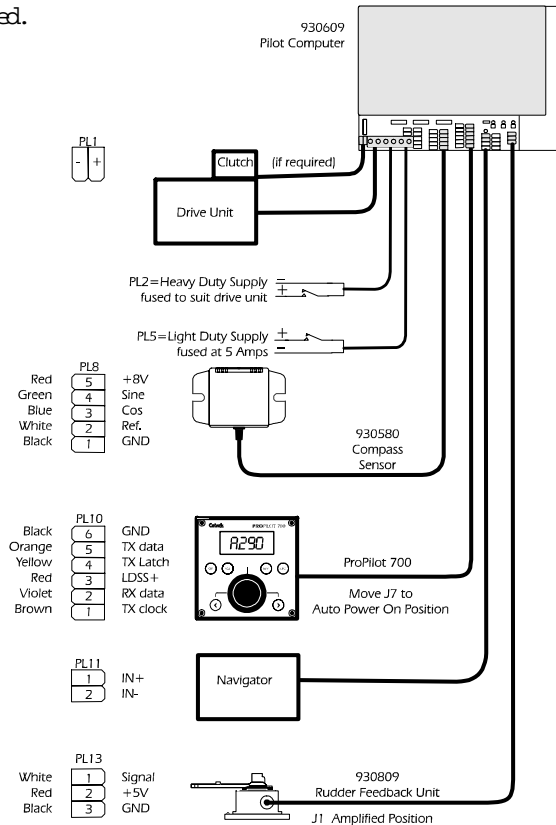 ed.
930609
Pilot Computer
PL1
- +
Clutch (if required)
Drive Unit
PL2=Heavy Duty Supply
fused to suit drive unit
-
+
PL5=Light Duty Supply
fused at 5 Amps
+
-
PL8
Red 5 +8V
Green 4 Sine
Blue 3 Cos
White 2 Ref.
Black 1 GND
930580
Compass
Sensor
PL10
Black 6 GND
Orange 5 TX data
Yellow 4 TX Latch
Red 3 LDSS+
Violet 2 RX data
Brown 1 TX clock
Cetrek PROPILOT 700
A290
ProPilot 700
Move J7 to
Auto Power On Position
PL11
1 IN+
2 IN-
Navigator
PL13
White 1 Signal
Red 2 +5V
Black 3 GND
930809
Rudder Feedback Unit
J1 Amplified Position